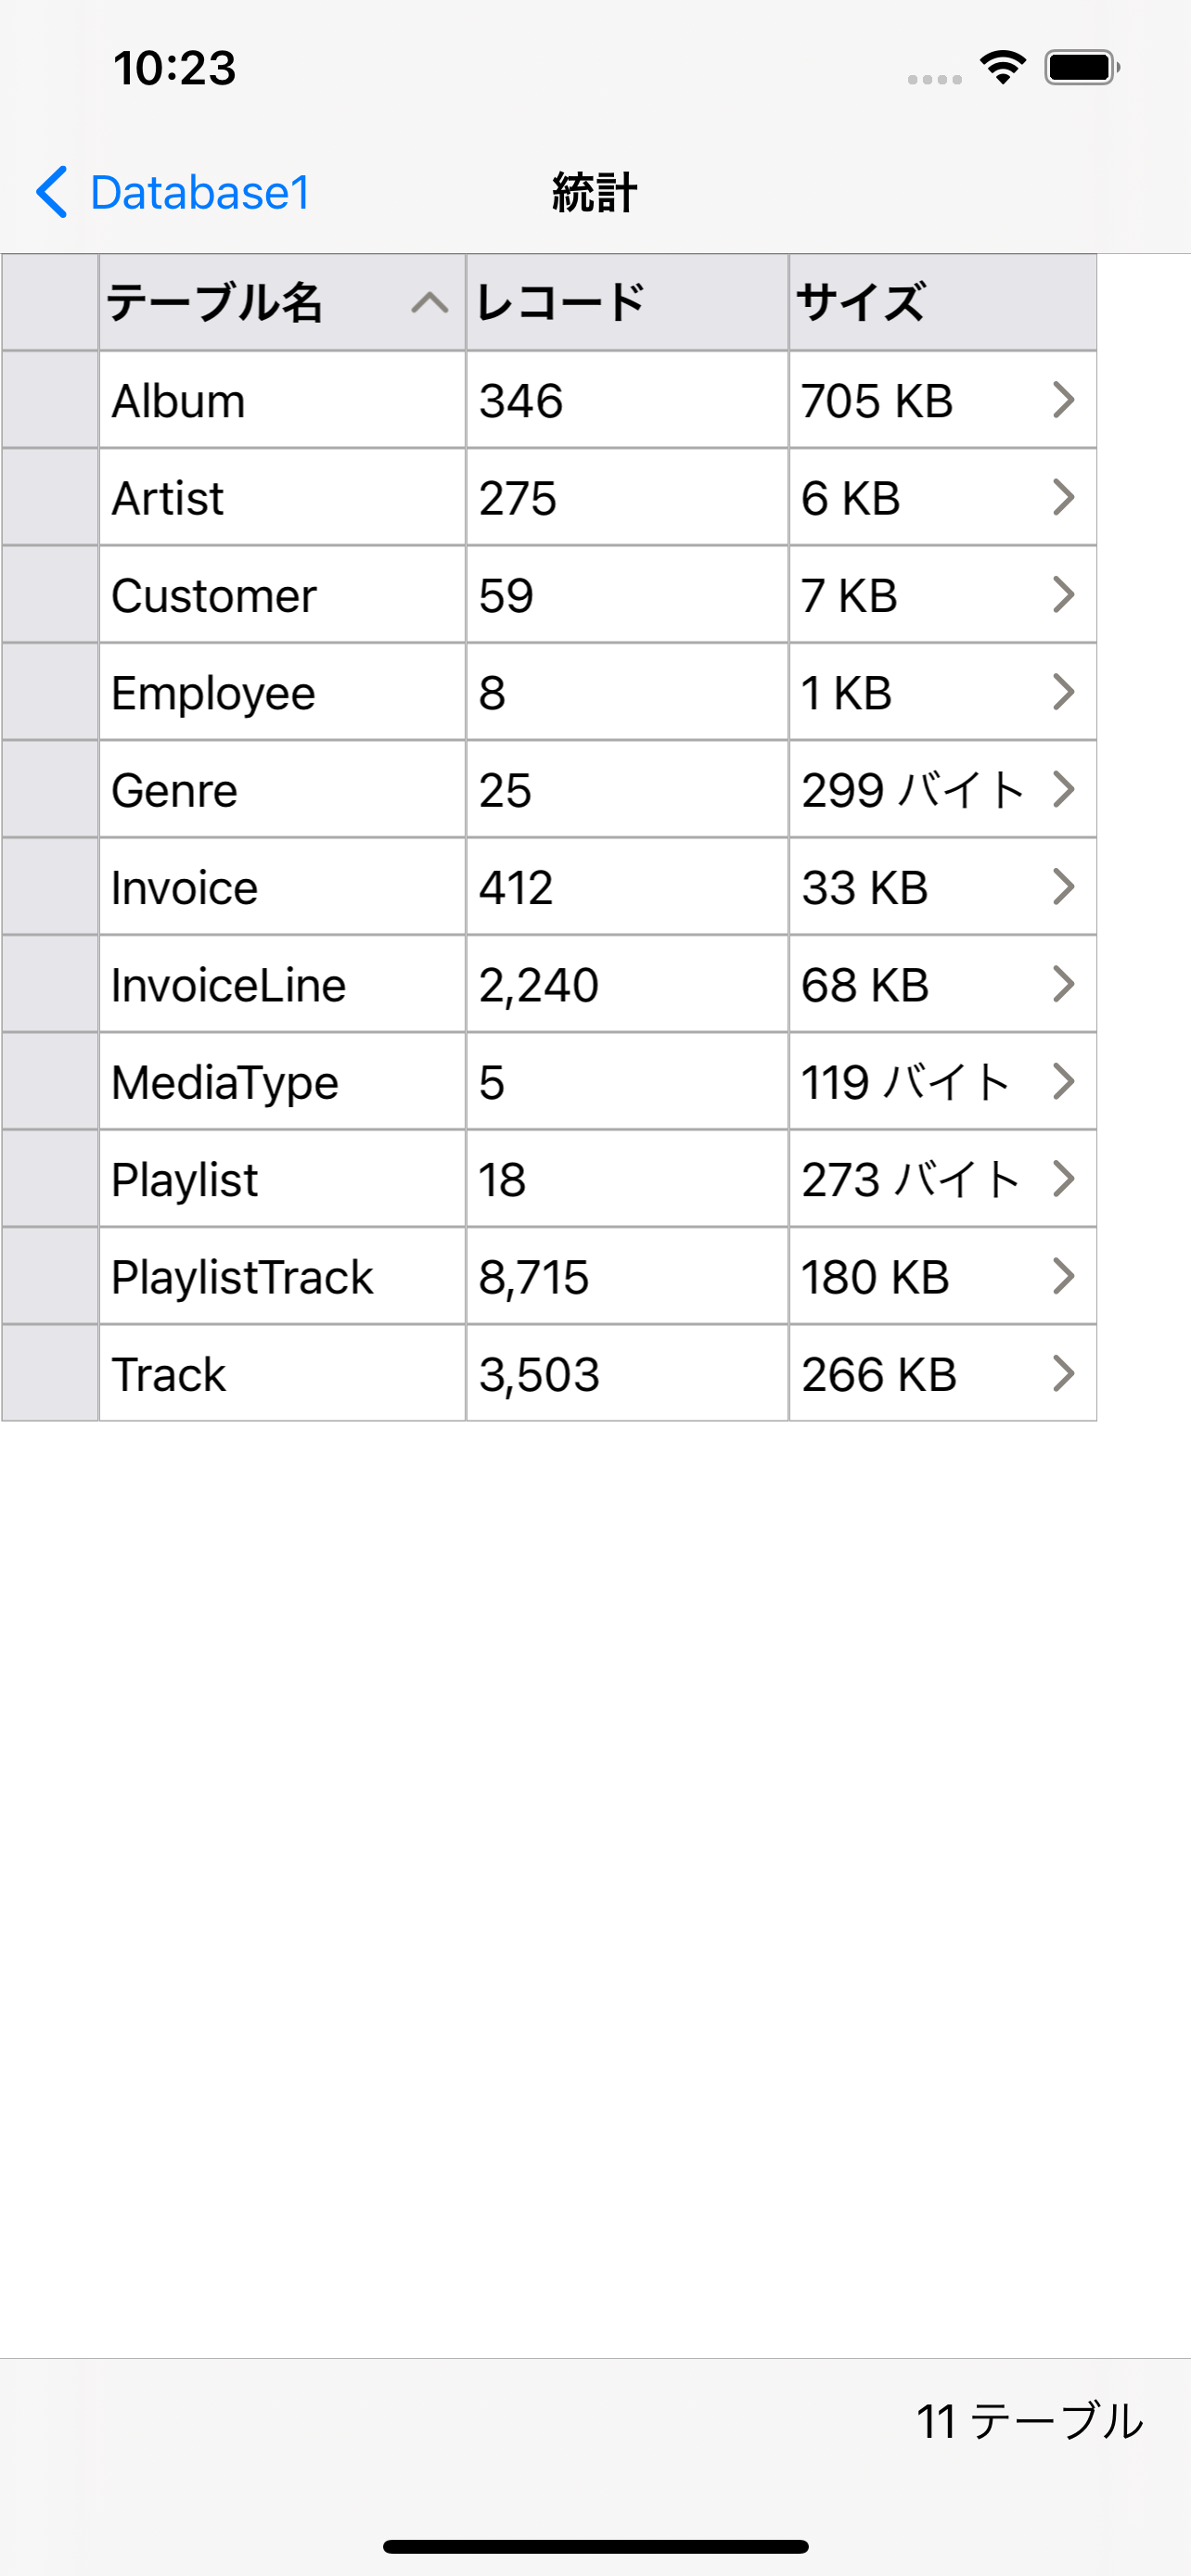 10:23
Database1 統計
テーブル名 レコード サイズ
Album 346 705 KB
Artist 275 6 KB
Customer 59 7 KB
Employee 8 1 KB
Genre 25 299 バイト
Invoice 412 33 KB
InvoiceLine 2,240 68 KB
MediaType 5 119 バイト
Playlist 18 273 バイト
PlaylistTrack 8,715 180 KB
Track 3,503 266 KB
11 テーブル